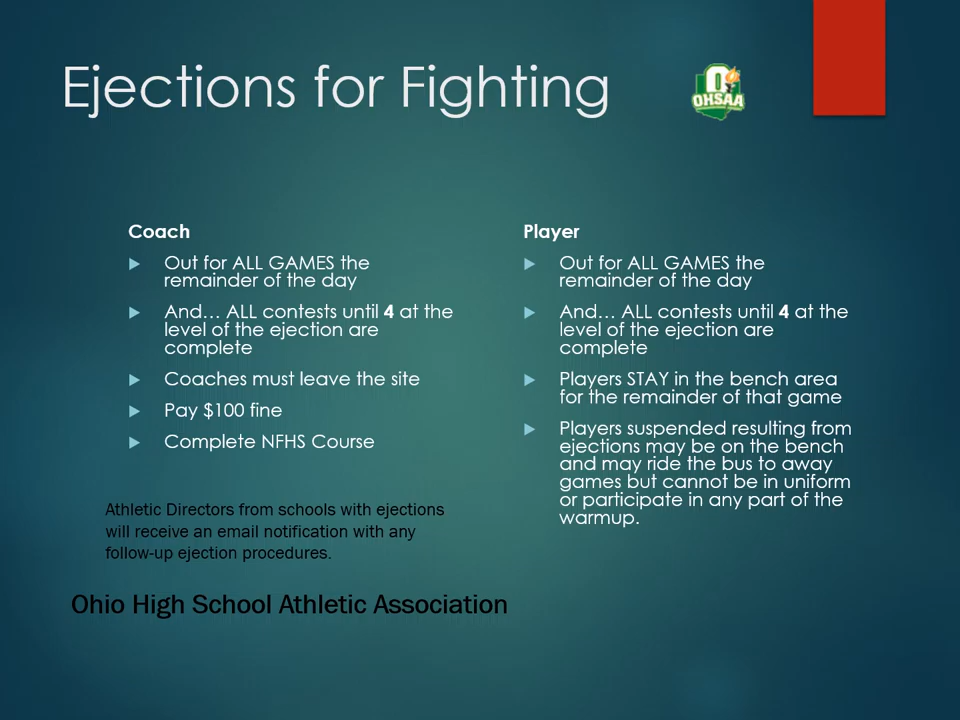 Ejections for Fighting
OHSAA
Coach
Out for ALL GAMES the
remainder of the day
And... ALL contests until 4 at the
level of the ejection are
complete
Coaches must leave the site
Pay $100 fine
Complete NFHS Course
Player
Out for ALL GAMES the
remainder of the day
And... ALL contests until 4 at the
level of the ejection are
complete
Players STAY in the bench area
for the remainder of that game
Players suspended resulting from
ejections may be on the bench
and may ride the bus to away
games but cannot be in uniform
or participate in any part of the
warmup.
Athletic Directors from schools with ejections
will receive an email notification with any
follow-up ejection procedures.
Ohio High School Athletic Association